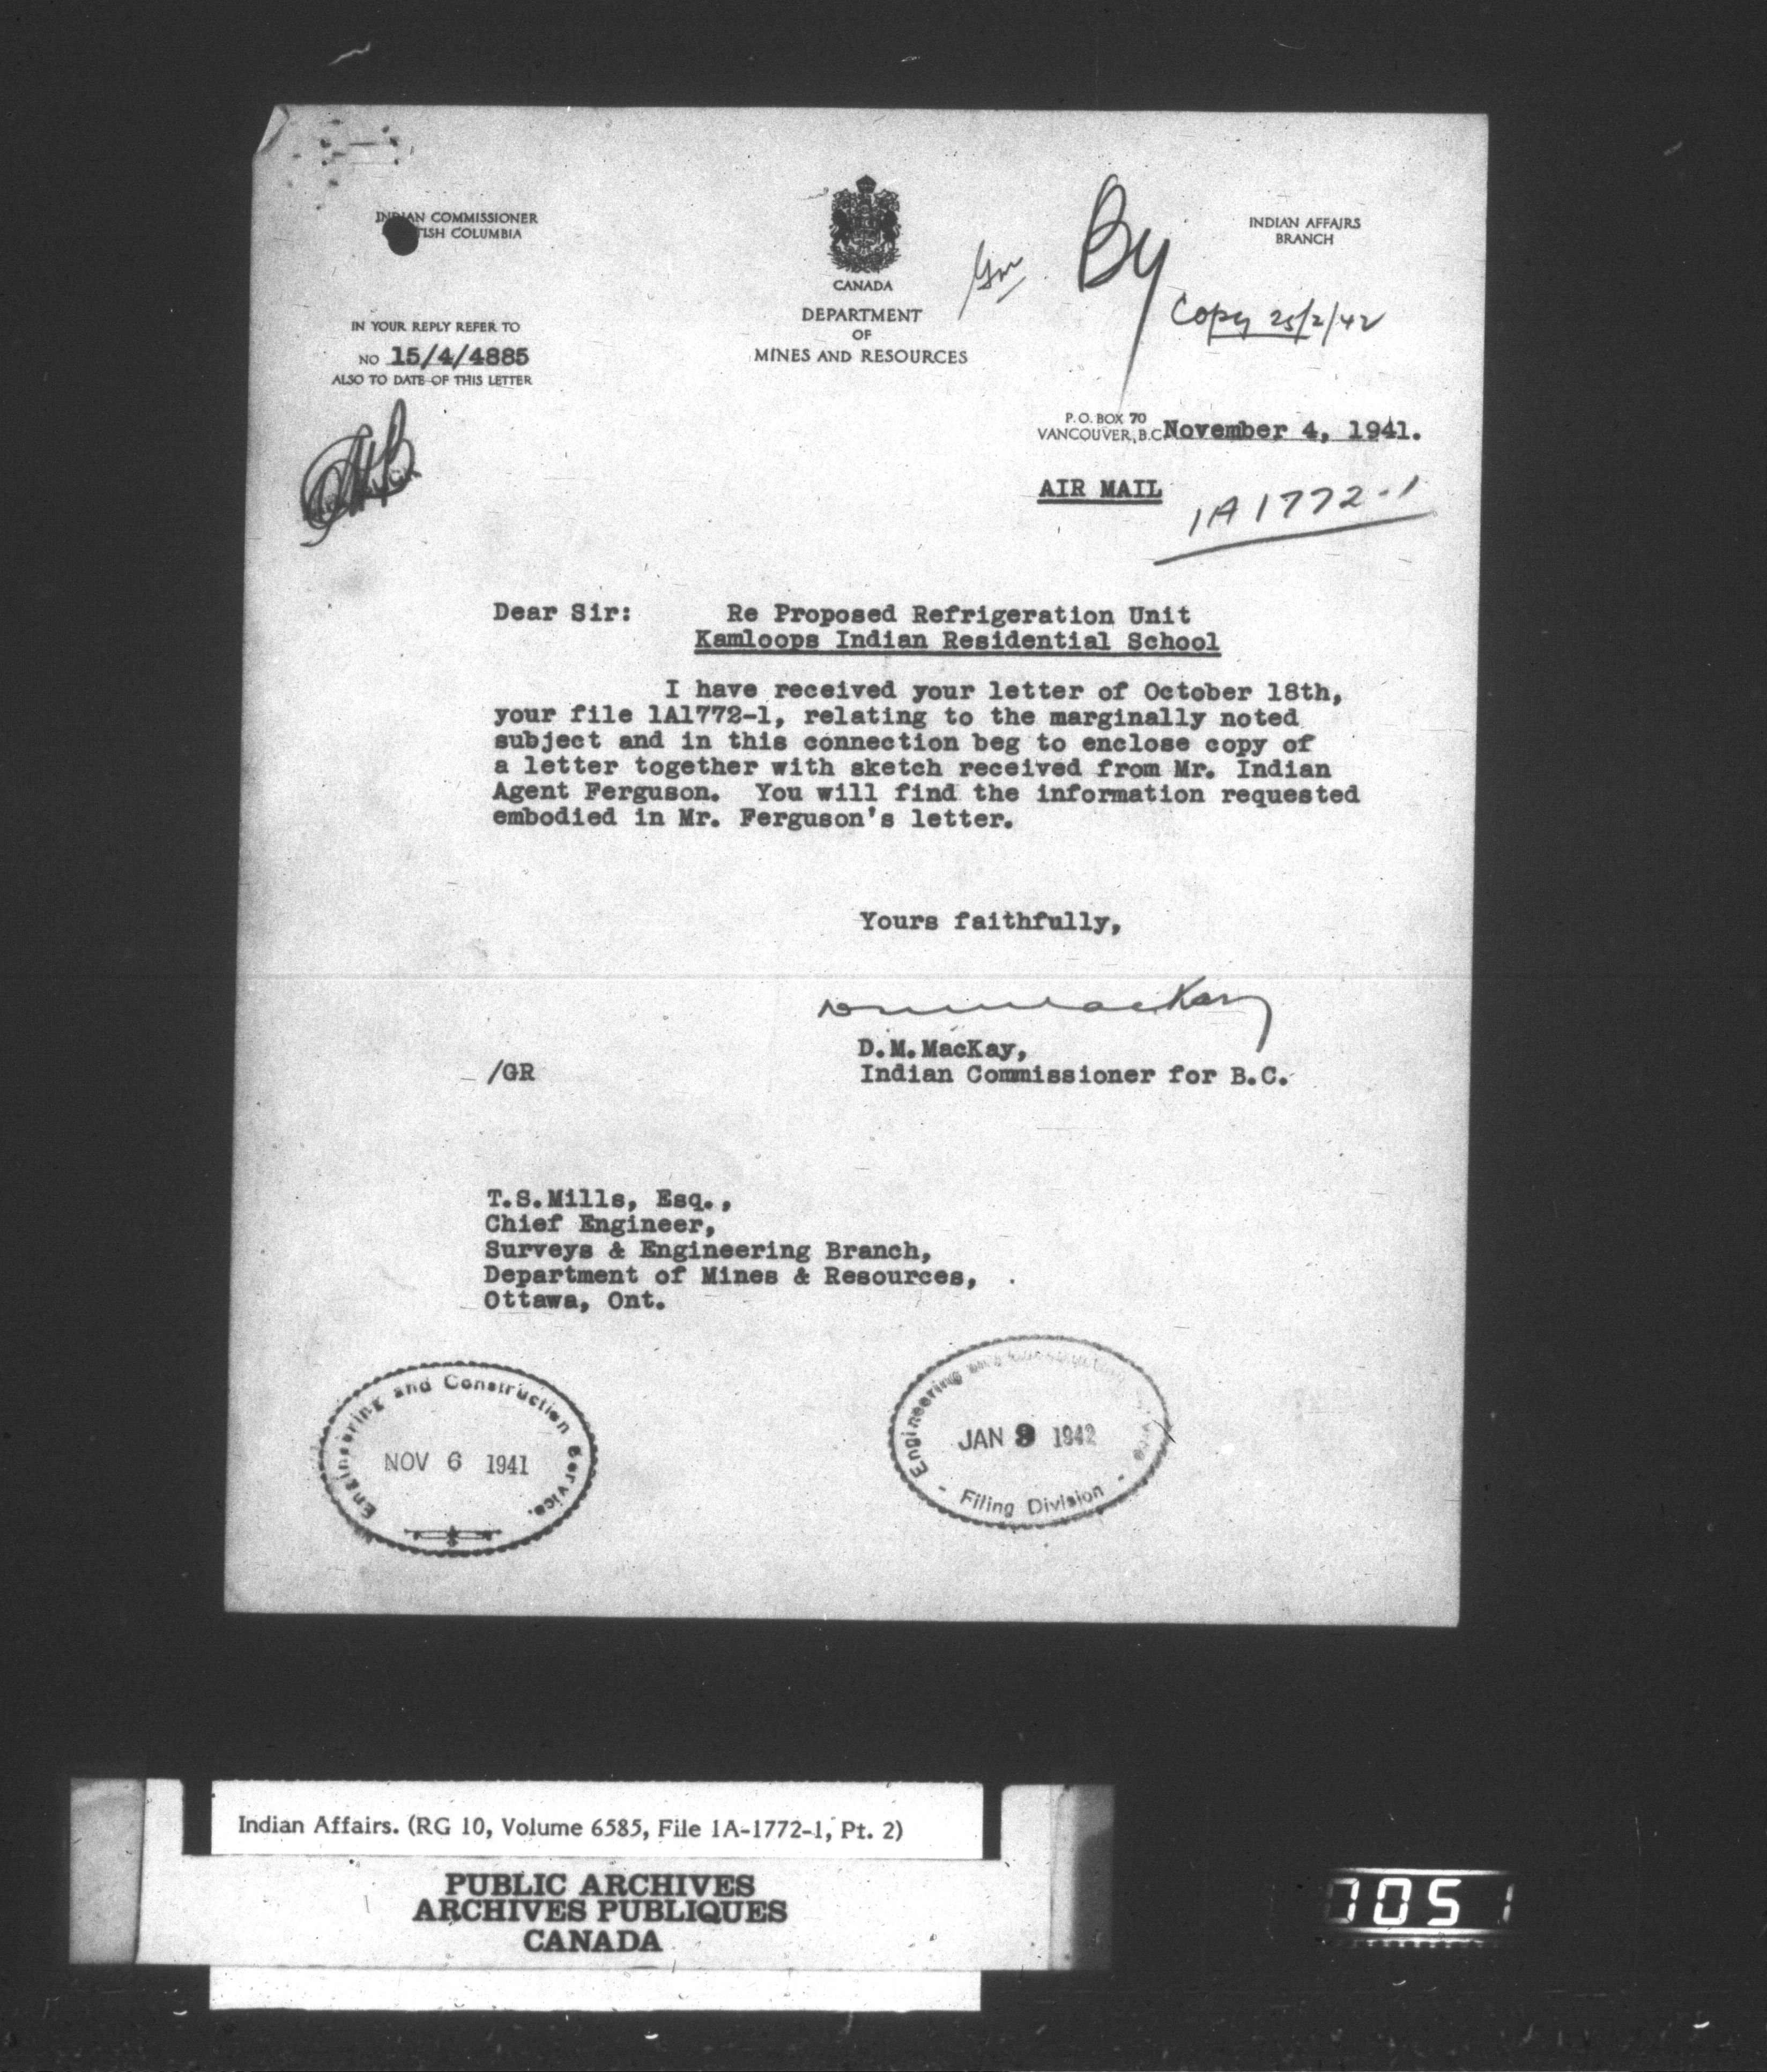 INDIAN COMMISSIONER
TISH COLUMBIA
CANADA
DEPARTMENT
OF
MINES AND RESOURCES
INDIAN AFFAIRS
BRANCH
By
Copy 25/2/42
IN YOUR REPLY REFER TO
NO 15/4/4885
ALSO TO DATE OF THIS LETTER
P.O. BOX 70
VANCOUVER, B.C. November 4, 1941.
AIR MAIL
1A 1772-1
Dear Sir: Re Proposed Refrigeration Unit
Kamloops Indian Residential School
I have received your letter of October 18th,
your file 1A1772-1, relating to the marginally noted
subject and in this connection beg to enclose copy of
a letter together with sketch received from Mr. Indian
Agent Ferguson. You will find the information requested
embodied in Mr. Ferguson's letter.
Yours faithfully,
D.M.MacKay,
Indian Commissioner for B.C.
/GR
T.S.Mills, Esq.,
Chief Engineer,
Surveys & Engineering Branch,
Department of Mines & Resources,
Ottawa, Ont.
Engineering and Construction Service.
NOV 6 1941
Engineering
JAN 9 1942
- Filing Division -
Indian Affairs. (RG 10, Volume 6585, File 1A-1772-1, Pt. 2)
PUBLIC ARCHIVES
ARCHIVES PUBLIQUES
CANADA
051